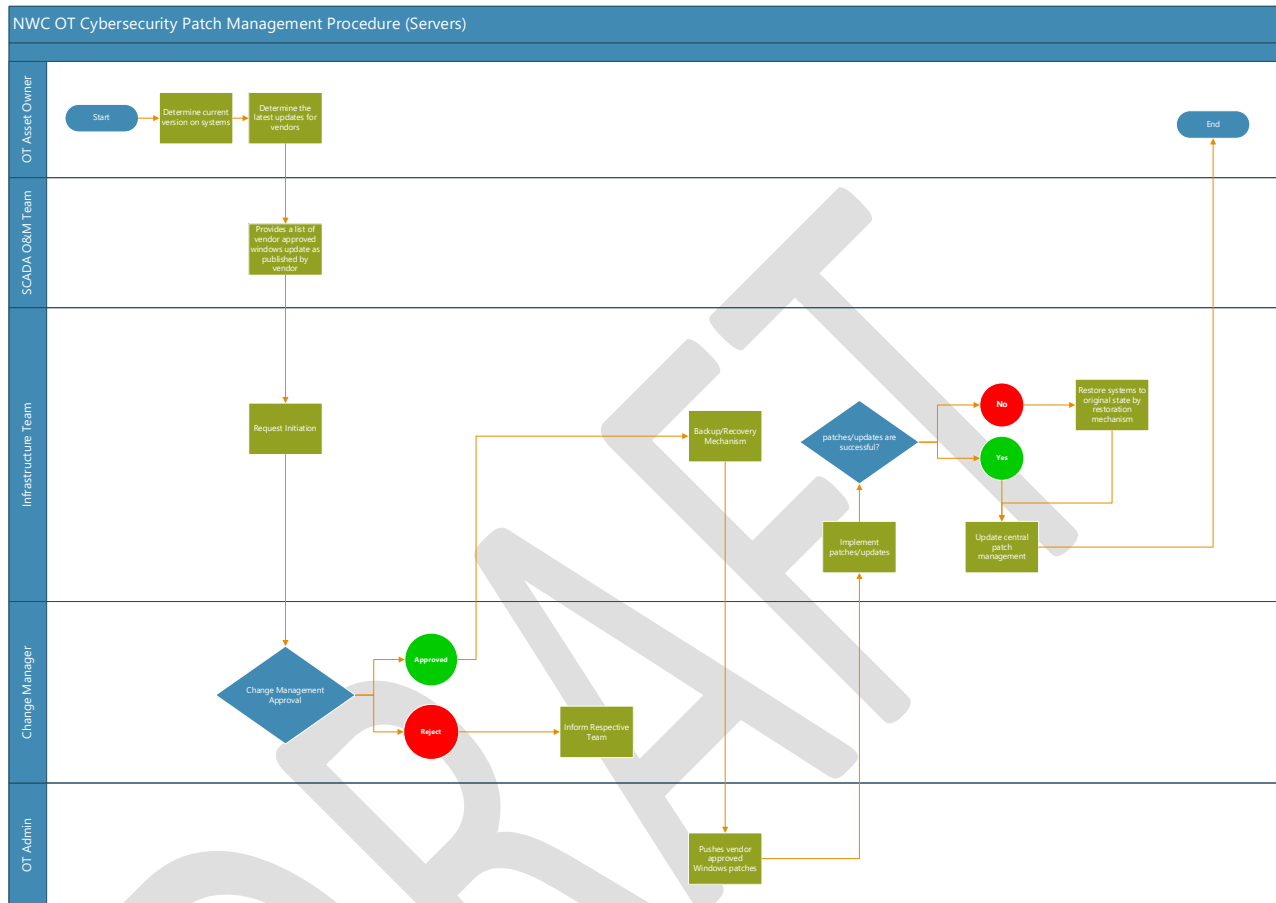 NWC OT Cybersecurity Patch Management Procedure (Servers)
OT Asset Owner
Start
Determine current
version on systems
Determine the
latest updates for
vendors
End
SCADA O&M Team
Provides a list of
vendor approved
windows update as
published by
vendor
Infrastructure Team
Request Initiation
Backup/Recovery
Mechanism
patches/updates are
successful?
No
Yes
Restore systems to
original state by
restoration
mechanism
Implement
patches/updates
Update central
patch
management
Change Manager
Change Management
Approval
Approved
Reject
Inform Respective
Team
OT Admin
Pushes vendor
approved
Windows patches
DRAFT